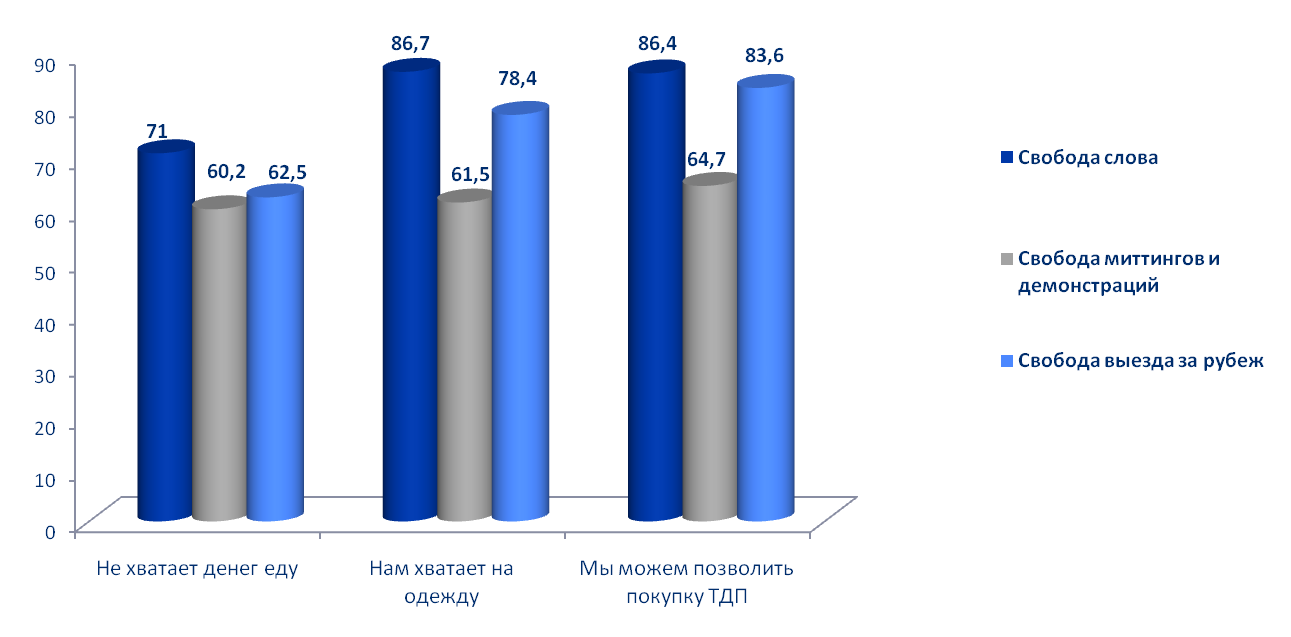 86,7
86,4
83,6
78,4
71
60,2
62,5
61,5
64,7
90
80
70
60
50
40
30
20
10
0
Не хватает денег еду
Нам хватает на
одежду
Мы можем позволить
покупку ТДП
Свобода слова
Свобода миттингов и
демонстраций
Свобода выезда за рубеж